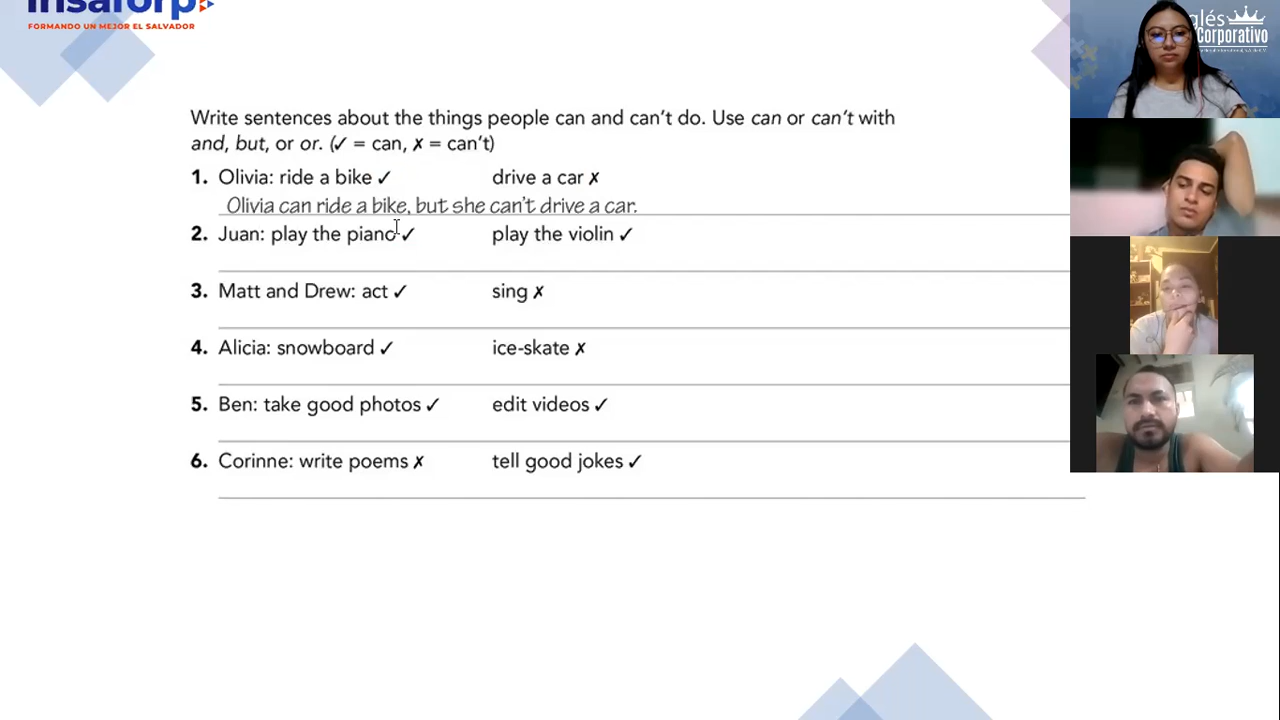 insaforp
FORMANDO UN MEJOR EL SALVADOR
glés
Corporativo
Write sentences about the things people can and can't do. Use can or can't with
and, but, or or. (✓ = can, ✗ = can't)
1. Olivia: ride a bike ✓ drive a car ✗
Olivia can ride a bike, but she can't drive a car.
2. Juan: play the piano ✓ play the violin ✓
3. Matt and Drew: act ✓ sing ✗
4. Alicia: snowboard ✓ ice-skate ✗
5. Ben: take good photos ✓ edit videos ✓
6. Corinne: write poems ✗ tell good jokes ✓